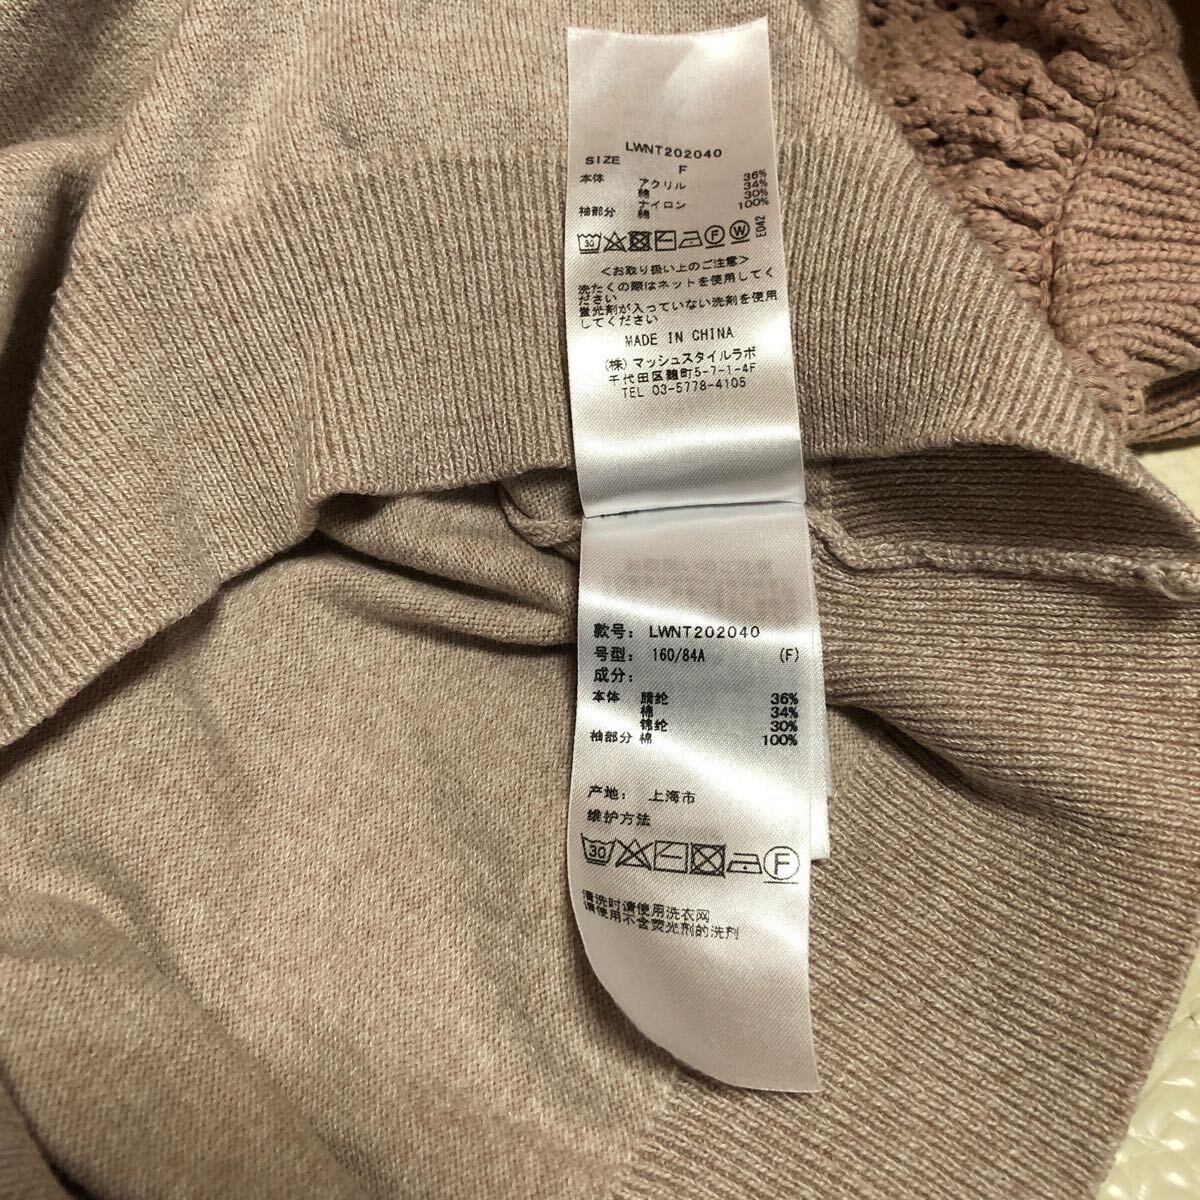 LWNT202040
SIZE F
本体 アクリル 36%
綿 34%
ナイロン 30%
袖部分 綿 100%
30 F W E042
<お取り扱い上のご注意>
洗たくの際はネットを使用してく
ださい
蛍光剤が入っていない洗剤を使用
してください
MADE IN CHINA
(株)マッシュスタイルラボ
千代田区麹町5-7-1-4F
TEL 03-5778-4105
款号: LWNT202040
号型: 160/84A (F)
成分:
本体 腈纶 36%
棉 34%
锦纶 30%
袖部分 棉 100%
产地: 上海市
维护方法
30 F
清洗时请使用洗衣网
请使用不含荧光剂的洗剂